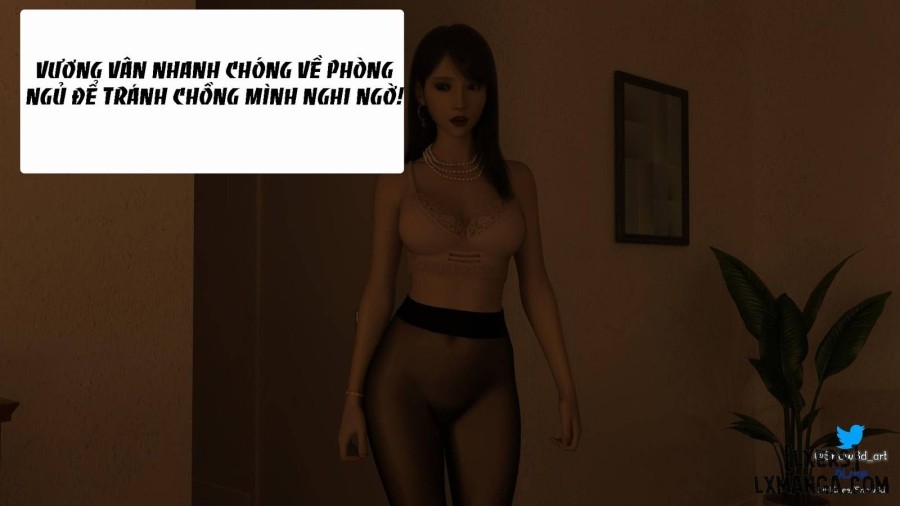 VƯƠNG VÂN NHANH CHÓNG VỀ PHÒNG
NGỦ ĐỂ TRÁNH CHỒNG MÌNH NGHI NGỜ!
LXMANGA.COM